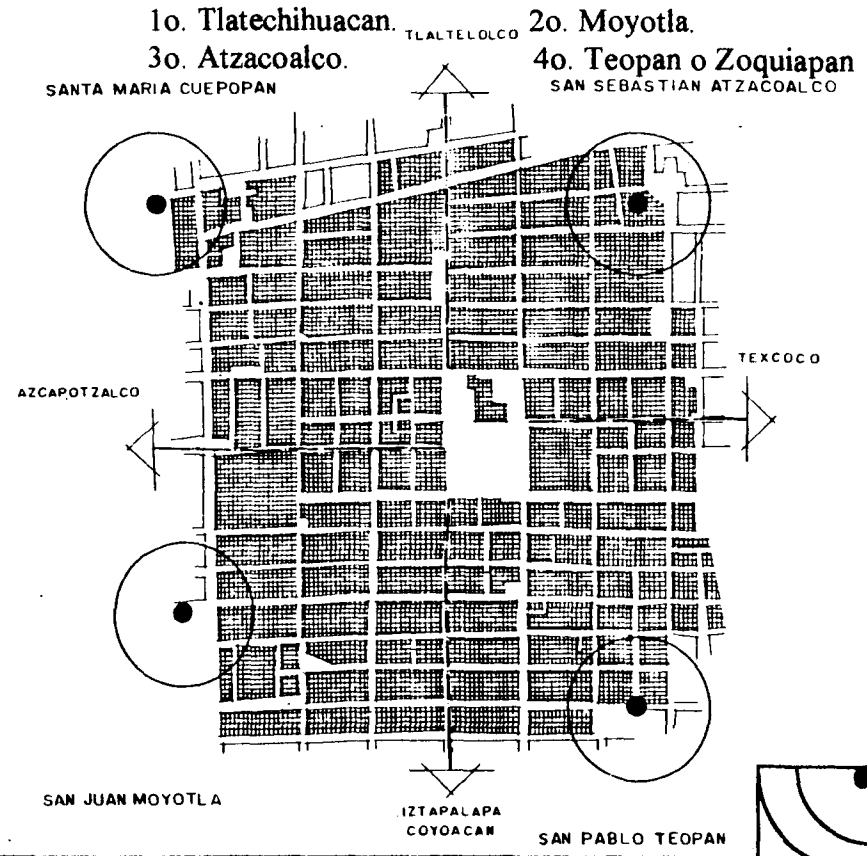 1o. Tlatechihuacan.
2o. Moyotla.
3o. Atzacoalco.
4o. Teopan o Zoquiapan
TLALTELOLCO
SANTA MARIA CUEPOPAN
SAN SEBASTIAN ATZACOALCO
TEXCOCO
AZCAPOTZALCO
SAN JUAN MOYOTLA
IZTAPALAPA
COYOACAN
SAN PABLO TEOPAN